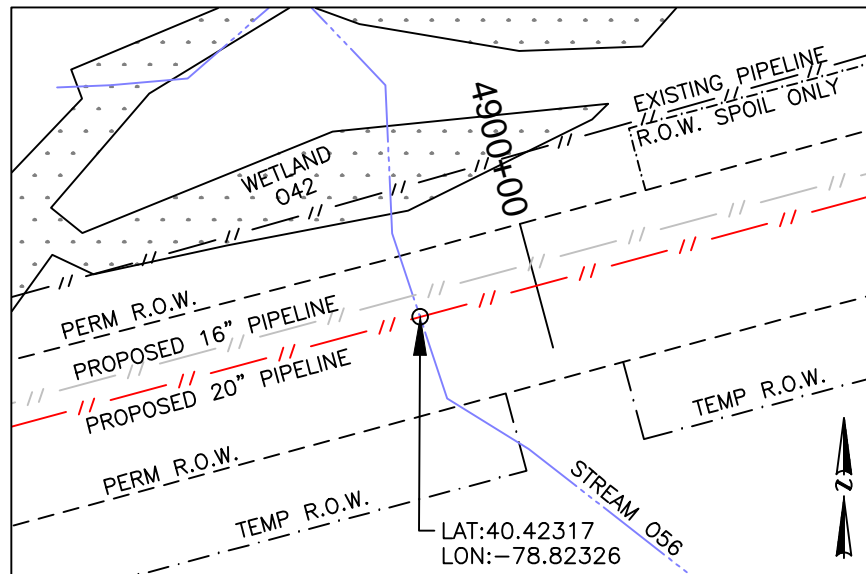 EXISTING PIPELINE
R.O.W. SPOIL ONLY
4900+00
WETLAND
042
PERM R.O.W.
PROPOSED 16" PIPELINE
PROPOSED 20" PIPELINE
PERM R.O.W.
TEMP R.O.W.
TEMP R.O.W.
STREAM 056
LAT:40.42317
LON:-78.82326
N